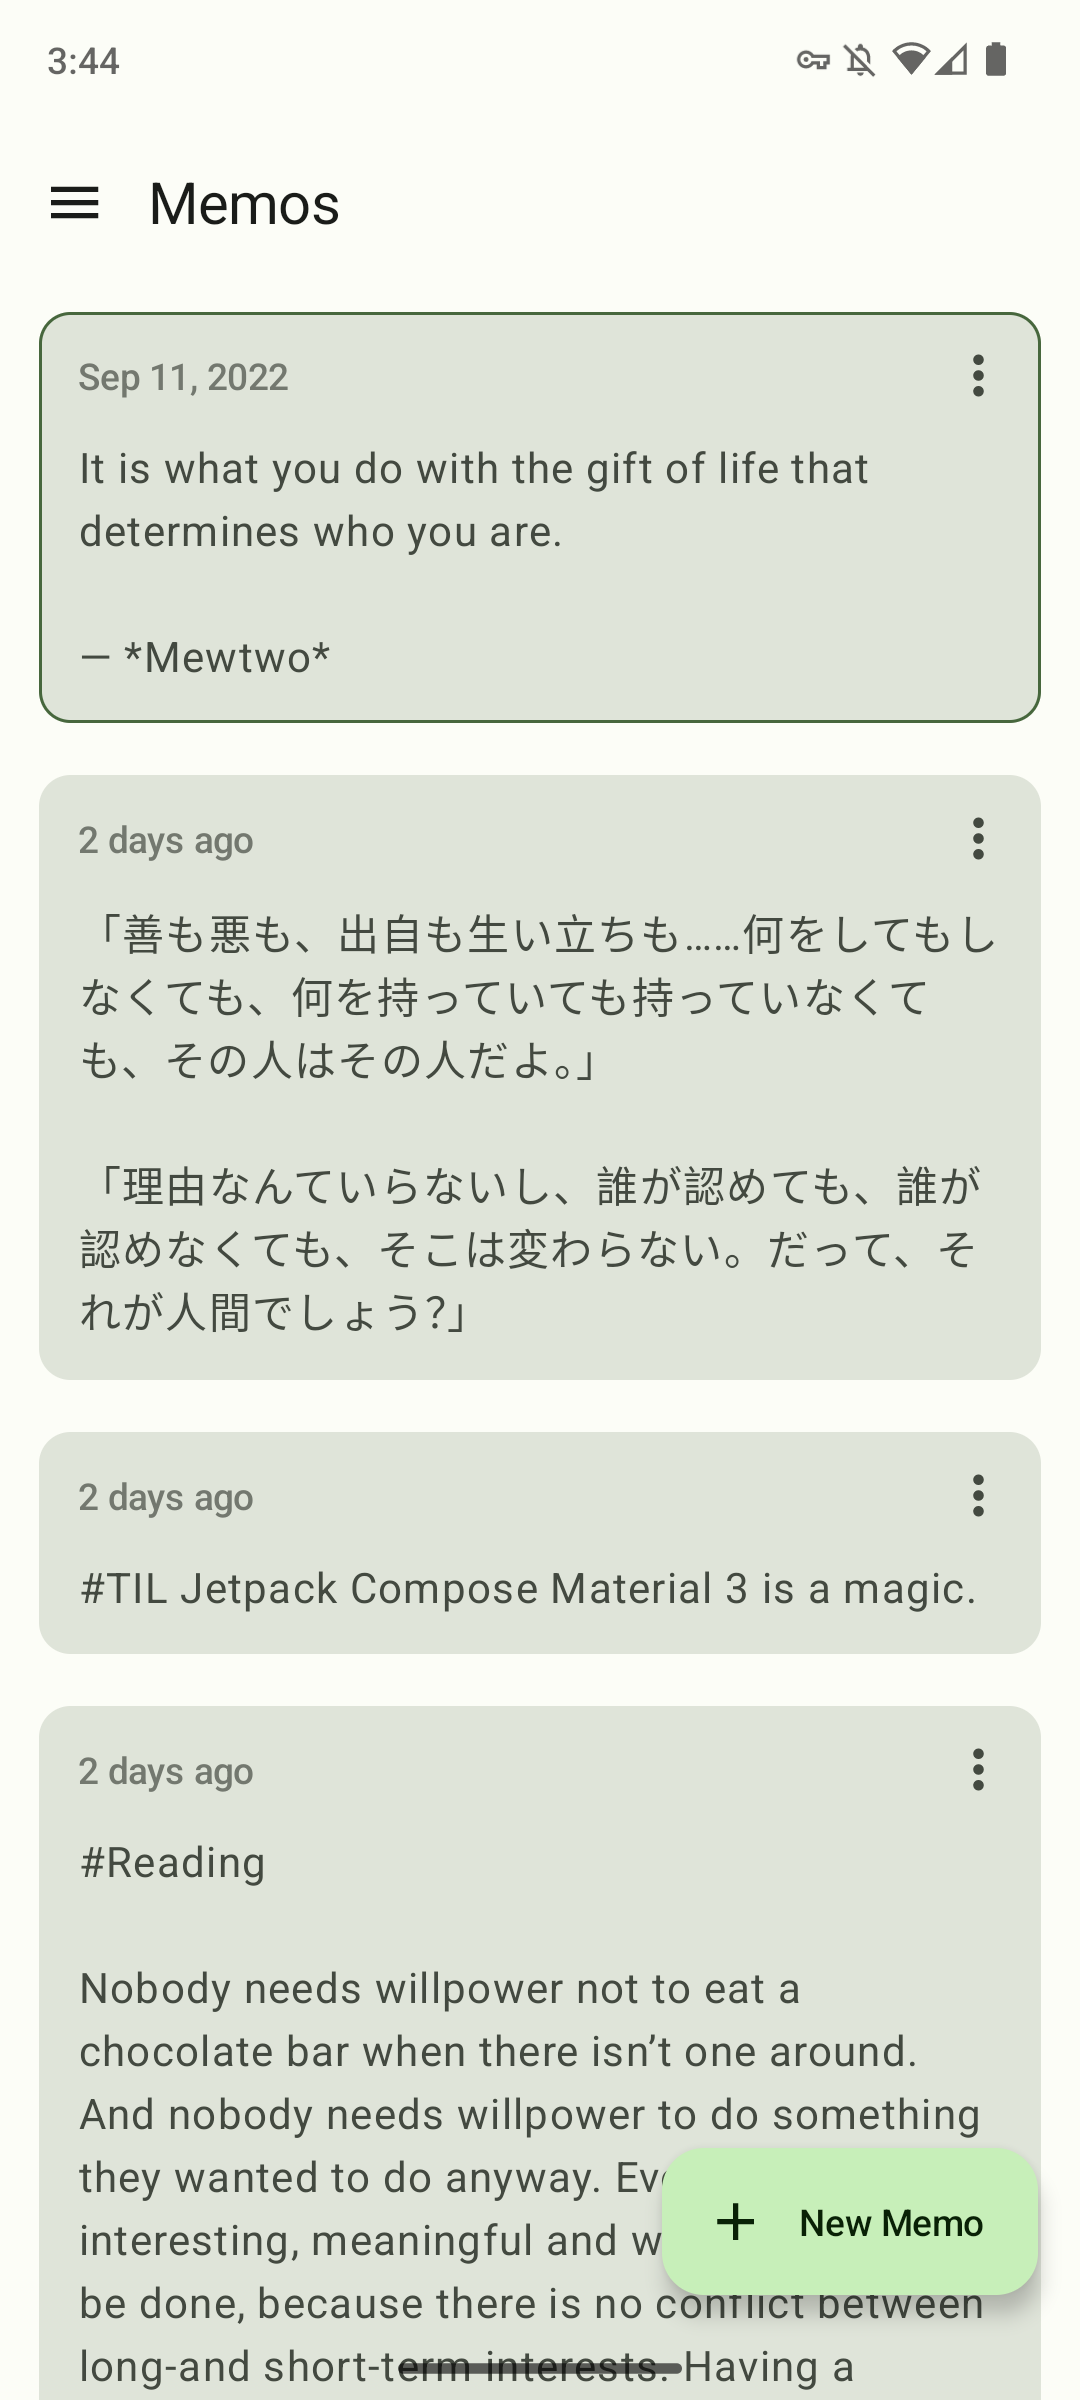 3:44
Memos
Sep 11, 2022
It is what you do with the gift of life that
determines who you are.
— *Mewtwo*
2 days ago
「善も悪も、出自も生い立ちも……何をしてもし
なくても、何を持っていても持っていなくて
も、その人はその人だよ。」
「理由なんていらないし、誰が認めても、誰が
認めなくても、そこは変わらない。だって、そ
れが人間でしょう?」
2 days ago
#TIL Jetpack Compose Material 3 is a magic.
2 days ago
#Reading
Nobody needs willpower not to eat a
chocolate bar when there isn’t one around.
And nobody needs willpower to do something
they wanted to do anyway.
interesting, meaningful and
New Memo
be done, because there is no conflict between
long-and short-term interests. Having a